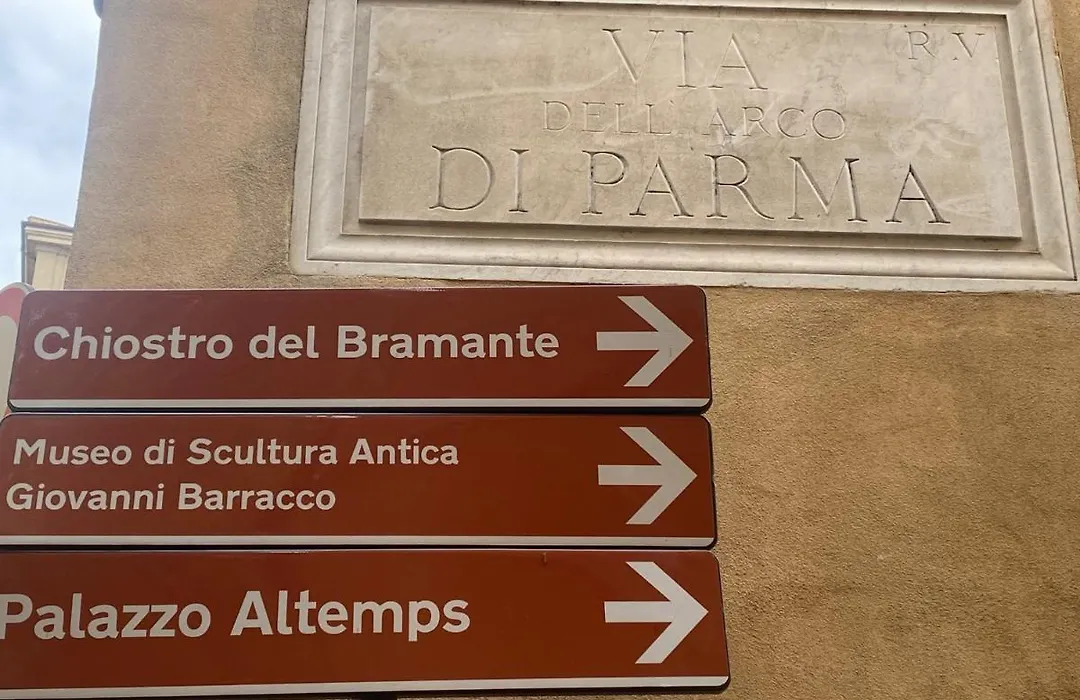 VIA R V
DELL' ARCO
DI PARMA
Chiostro del Bramante
Museo di Scultura Antica
Giovanni Barracco
Palazzo Altemps